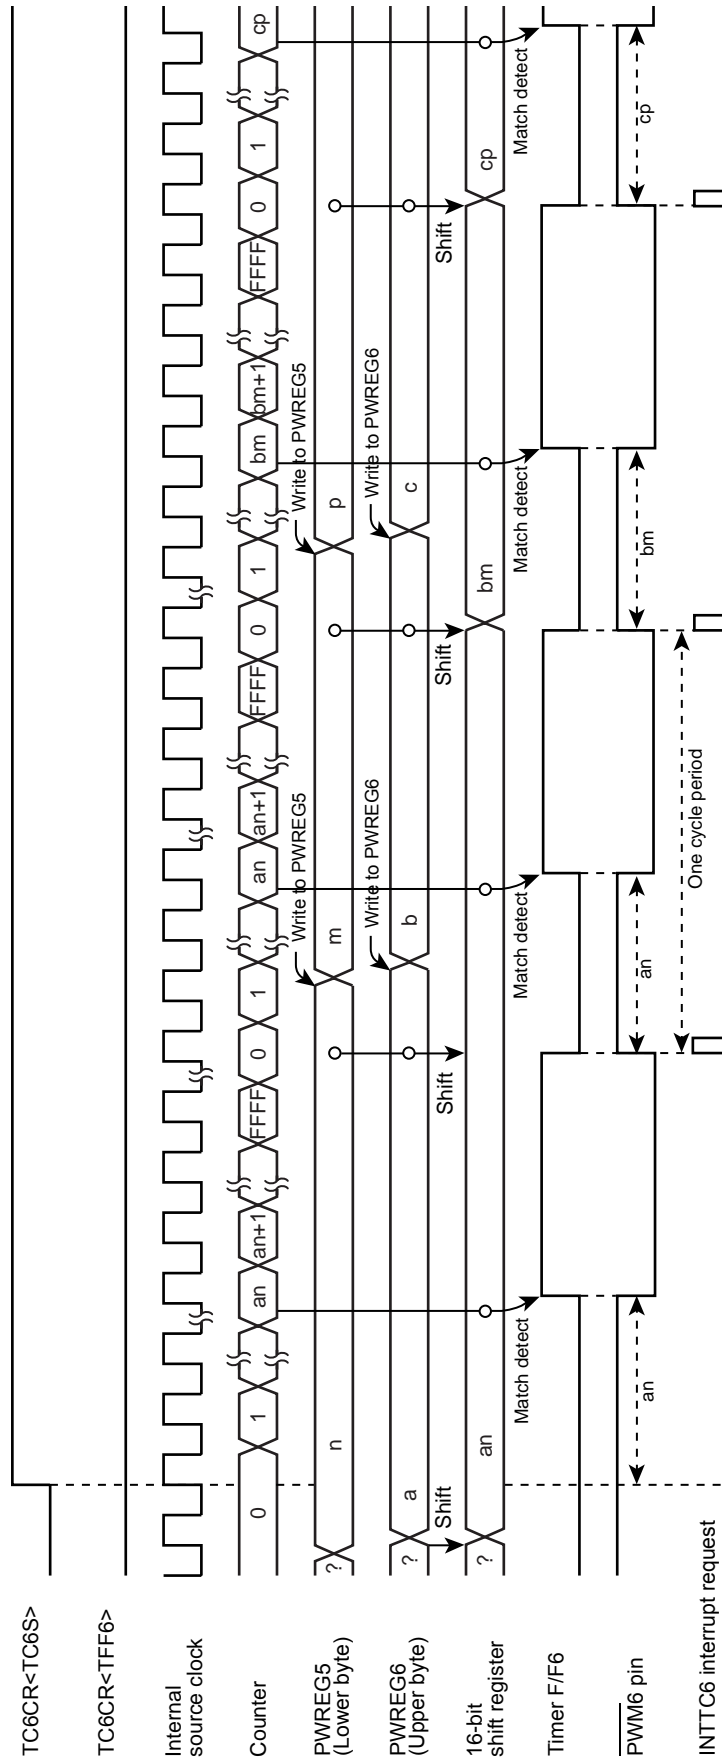 TC6CR<TC6S>
TC6CR<TFF6>
Internal
source clock
Counter 0 1 an an+1 FFFF 0 1 an an+1 FFFF 0 1 bm bm+1 FFFF 0 1 cp
Write to PWREG5 Write to PWREG5
PWREG5 ? n m p
(Lower byte)
Write to PWREG6 Write to PWREG6
PWREG6 ? a b c
(Upper byte)
Shift Shift Shift Shift
16-bit ? an bm cp
shift register
Match detect Match detect Match detect Match detect
Timer F/F6
PWM6 pin an an bm cp
One cycle period
INTTC6 interrupt request